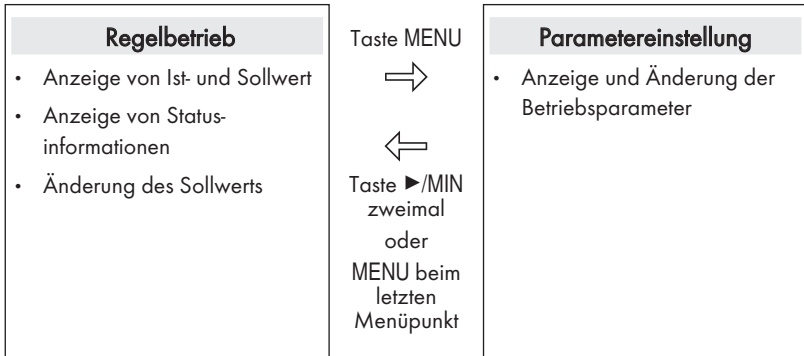 Regelbetrieb
• Anzeige von Ist- und Sollwert
• Anzeige von Status-
informationen
• Änderung des Sollwerts
Taste MENU
Taste ►/MIN
zweimal
oder
MENU beim
letzten
Menüpunkt
Parametereinstellung
• Anzeige und Änderung der
Betriebsparameter